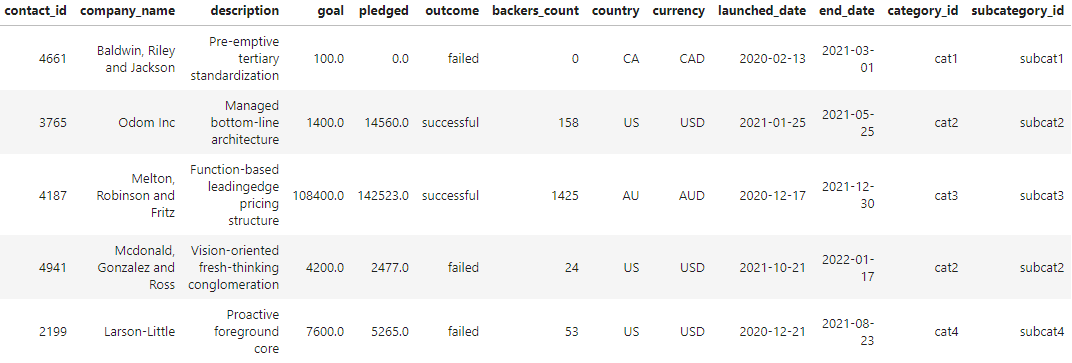 contact_id company_name description goal pledged outcome backers_count country currency launched_date end_date category_id subcategory_id
4661 Baldwin, Riley and Jackson Pre-emptive tertiary standardization 100.0 0.0 failed 0 CA CAD 2020-02-13 2021-03-01 cat1 subcat1
3765 Odom Inc Managed bottom-line architecture 1400.0 14560.0 successful 158 US USD 2021-01-25 2021-05-25 cat2 subcat2
4187 Melton, Robinson and Fritz Function-based leadingedge pricing structure 108400.0 142523.0 successful 1425 AU AUD 2020-12-17 2021-12-30 cat3 subcat3
4941 Mcdonald, Gonzalez and Ross Vision-oriented fresh-thinking conglomeration 4200.0 2477.0 failed 24 US USD 2021-10-21 2022-01-17 cat2 subcat2
2199 Larson-Little Proactive foreground core 7600.0 5265.0 failed 53 US USD 2020-12-21 2021-08-23 cat4 subcat4